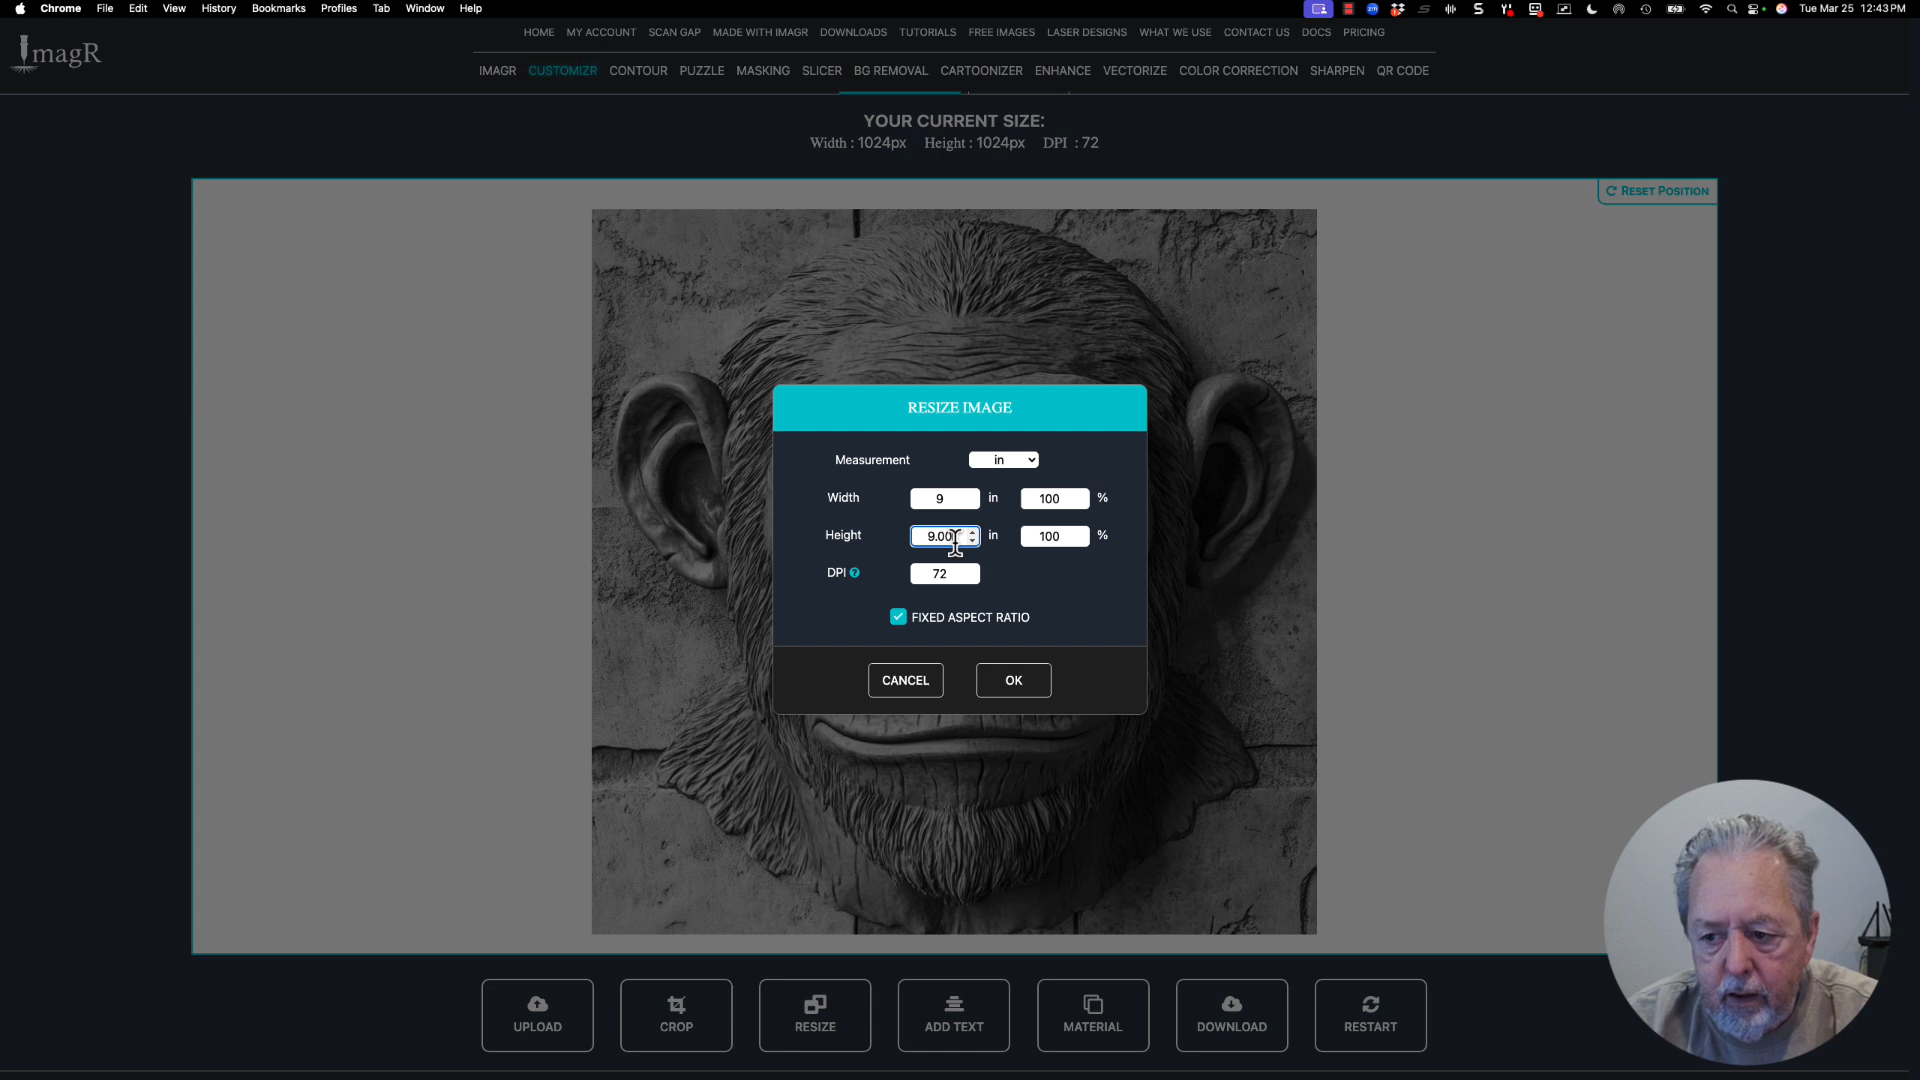 Chrome File Edit View History Bookmarks Profiles Tab Window Help
Tue Mar 25 12:43 PM
ImagR
HOME MY ACCOUNT SCAN GAP MADE WITH IMAGR DOWNLOADS TUTORIALS FREE IMAGES LASER DESIGNS WHAT WE USE CONTACT US DOCS PRICING
IMAGR CUSTOMIZR CONTOUR PUZZLE MASKING SLICER BG REMOVAL CARTOONIZER ENHANCE VECTORIZE COLOR CORRECTION SHARPEN QR CODE
YOUR CURRENT SIZE:
Width : 1024px Height : 1024px DPI : 72
RESET POSITION
RESIZE IMAGE
Measurement in
Width 9 in 100 %
Height 9.00 in 100 %
DPI ? 72
FIXED ASPECT RATIO
CANCEL OK
UPLOAD CROP RESIZE ADD TEXT MATERIAL DOWNLOAD RESTART